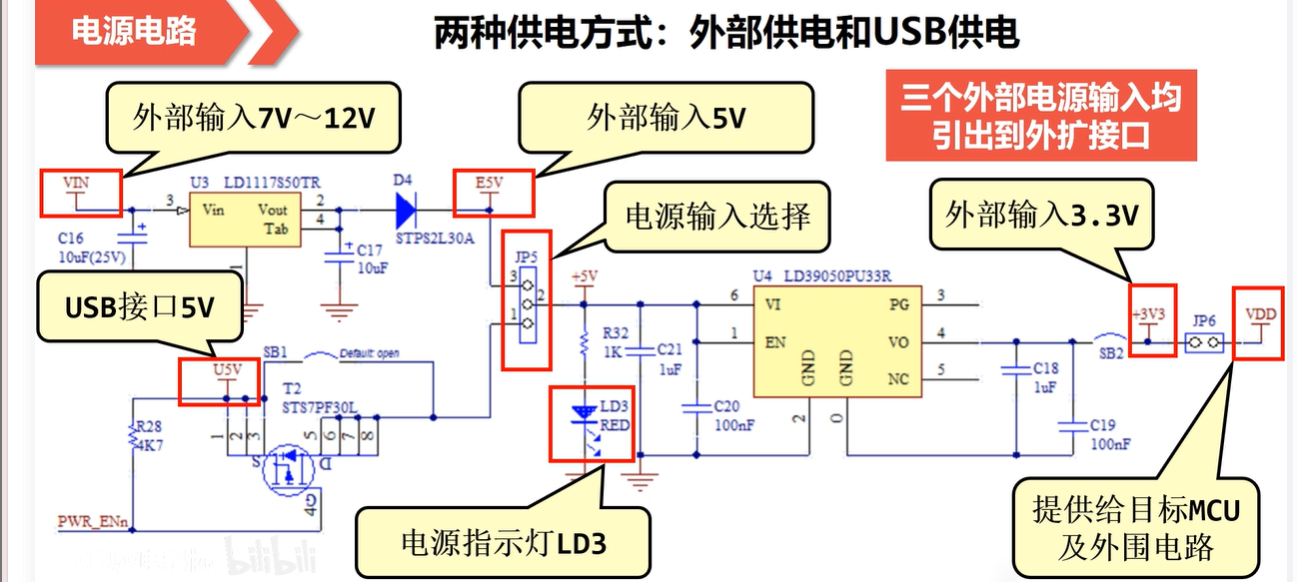 电源电路
两种供电方式：外部供电和USB供电
三个外部电源输入均
引出到外扩接口
外部输入7V～12V
外部输入5V
电源输入选择
外部输入3.3V
USB接口5V
电源指示灯LD3
提供给目标MCU
及外围电路
VIN
U3 LD1117S50TR
3
Vin
Vout
Tab
2
4
1
C16
10uF(25V)
C17
10uF
D4
STPS2L30A
E5V
JP5
3
2
1
+5V
R32
1K
C21
1uF
LD3
RED
C20
100nF
U4 LD39050PU33R
6
VI
1
EN
GND
GND
2
0
PG
3
VO
4
NC
5
C18
1uF
C19
100nF
SB2
+3V3
JP6
VDD
U5V
SB1
Default: open
T2
STS7PF30L
R28
4K7
1
2
3
5
6
7
8
S
D
G
4
PWR_ENn
bilibili